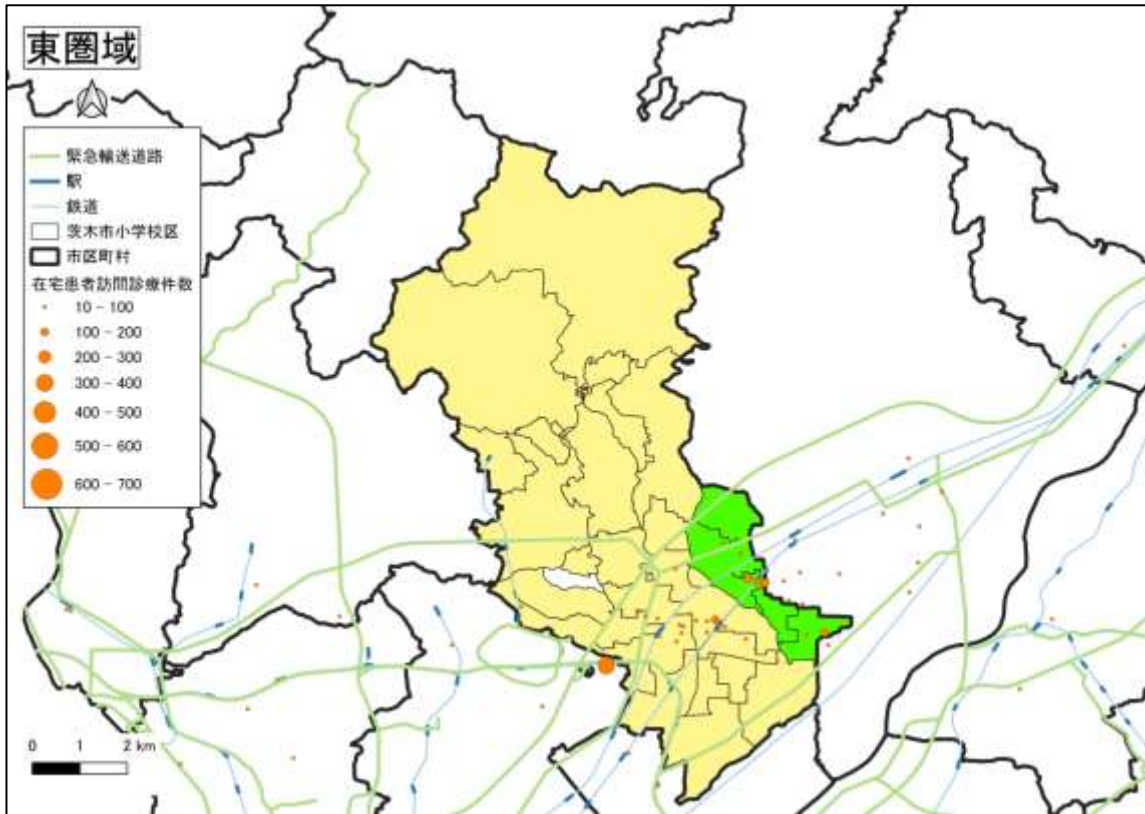 東圏域
緊急輸送道路
駅
鉄道
茨木市小学校区
市区町村
在宅患者訪問診療件数
10 - 100
100 - 200
200 - 300
300 - 400
400 - 500
500 - 600
600 - 700
0 1 2 km